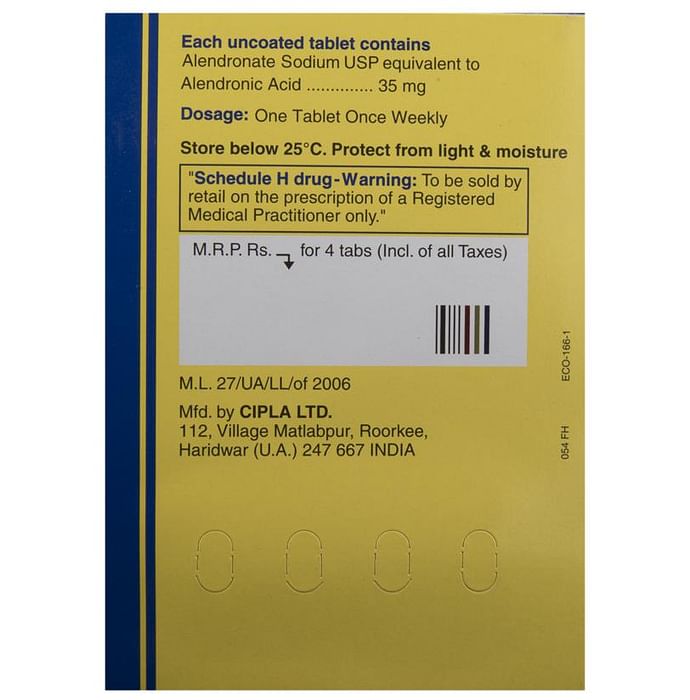 Each uncoated tablet contains
Alendronate Sodium USP equivalent to
Alendronic Acid .............. 35 mg
Dosage: One Tablet Once Weekly
Store below 25°C. Protect from light & moisture
"Schedule H drug-Warning: To be sold by
retail on the prescription of a Registered
Medical Practitioner only."
M.R.P. Rs. for 4 tabs (Incl. of all Taxes)
M.L. 27/UA/LL/of 2006
Mfd. by CIPLA LTD.
112, Village Matlabpur, Roorkee,
Haridwar (U.A.) 247 667 INDIA
ECO-166-1
054 FH